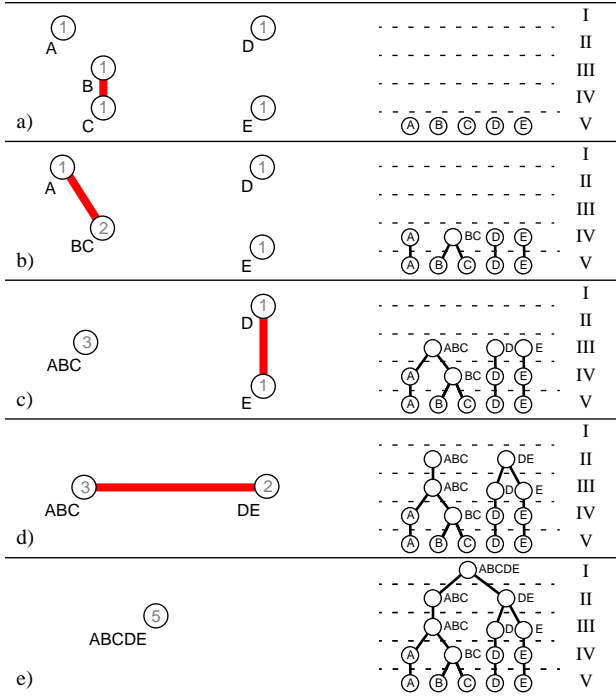 1 1 I
A D II
1 III
B
1 1 IV
C E
a) A B C D E V
1 1 I
A D II
III
2 A BC D E IV
BC 1
b) E A B C D E V
1 I
D II
3 ABC D E III
ABC
1 A BC D E IV
c) E A B C D E V
I
ABC DE II
3 2 ABC D E III
ABC DE
A BC D E IV
d) A B C D E V
ABCDE I
ABC DE II
5 ABC D E III
ABCDE
A BC D E IV
e) A B C D E V